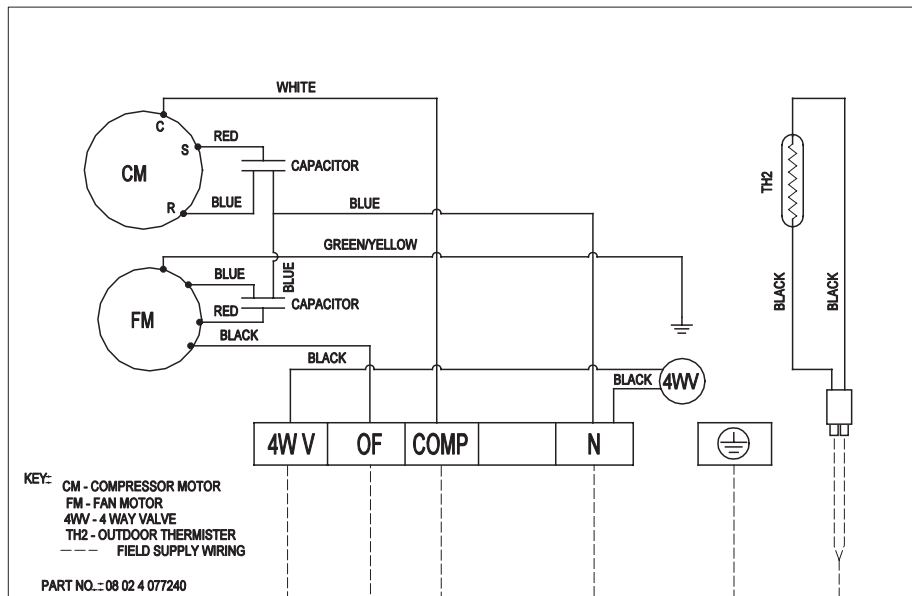 WHITE
C
RED
S
CAPACITOR
CM
TH2
R
BLUE
BLUE
GREEN/YELLOW
BLUE
BLUE
BLACK
BLACK
CAPACITOR
RED
FM
BLACK
BLACK
BLACK
4WV
4W V
OF
COMP
N
KEY:-
CM - COMPRESSOR MOTOR
FM - FAN MOTOR
4WV - 4 WAY VALVE
TH2 - OUTDOOR THERMISTER
FIELD SUPPLY WIRING
PART NO.:- 08 02 4 077240